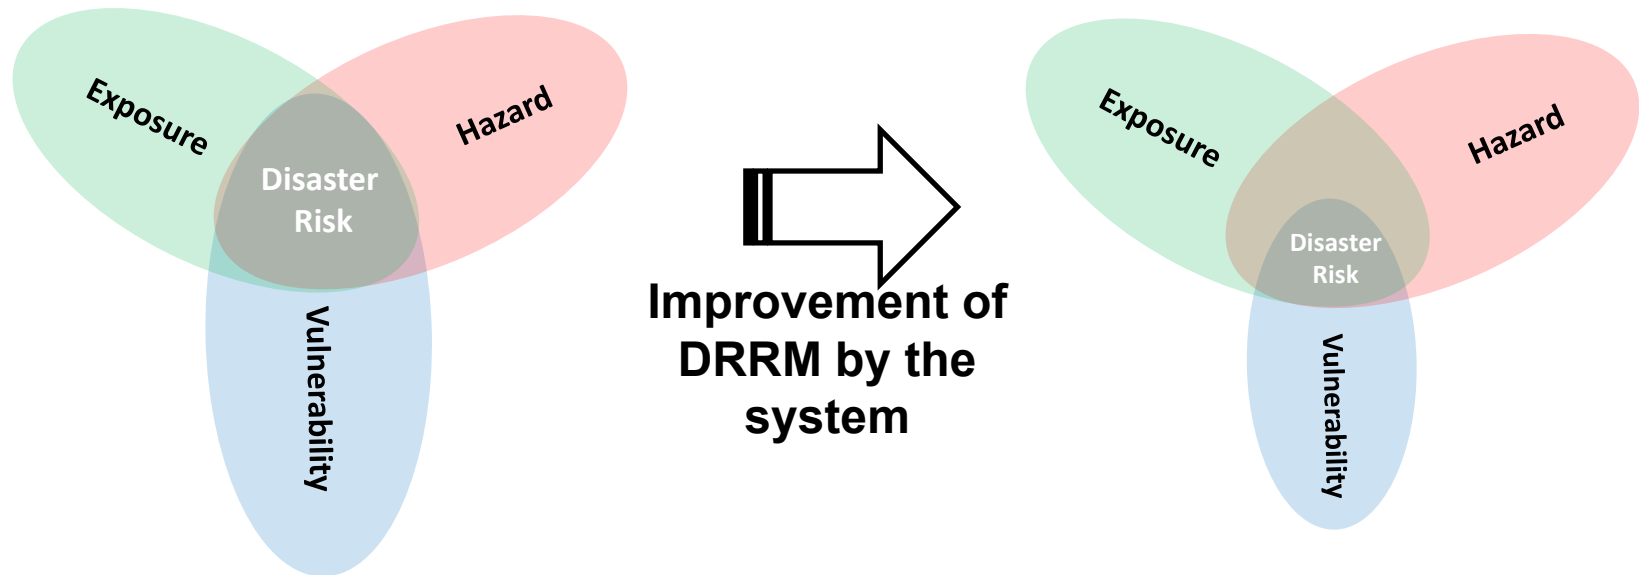 Exposure
Hazard
Disaster
Risk
Vulnerability
Improvement of
DRRM by the
system
Exposure
Hazard
Disaster
Risk
Vulnerability